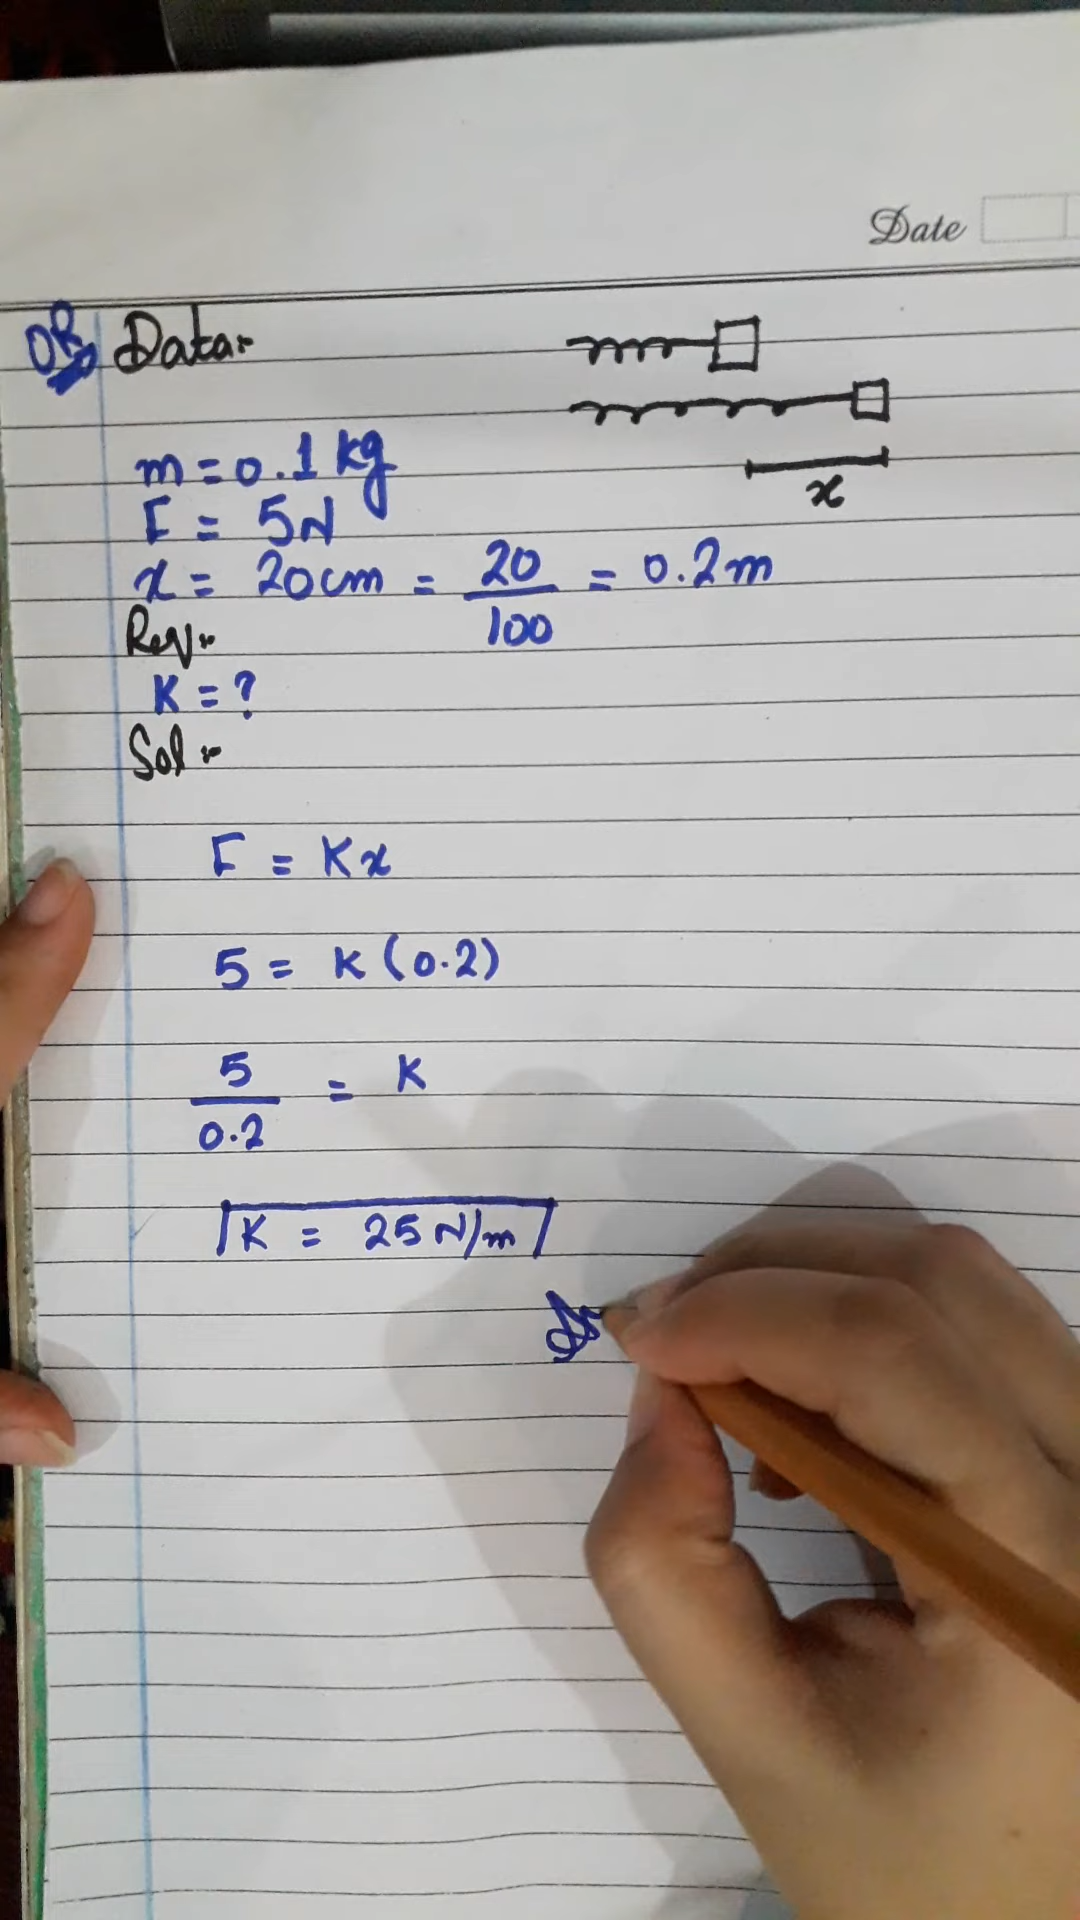 Date
OR, Data:-
m = 0.1 kg
F = 5N
x
x = 20cm = 20/100 = 0.2m
Req:-
K = ?
Sol:-
F = Kx
5 = K (0.2)
5/0.2 = K
K = 25 N/m